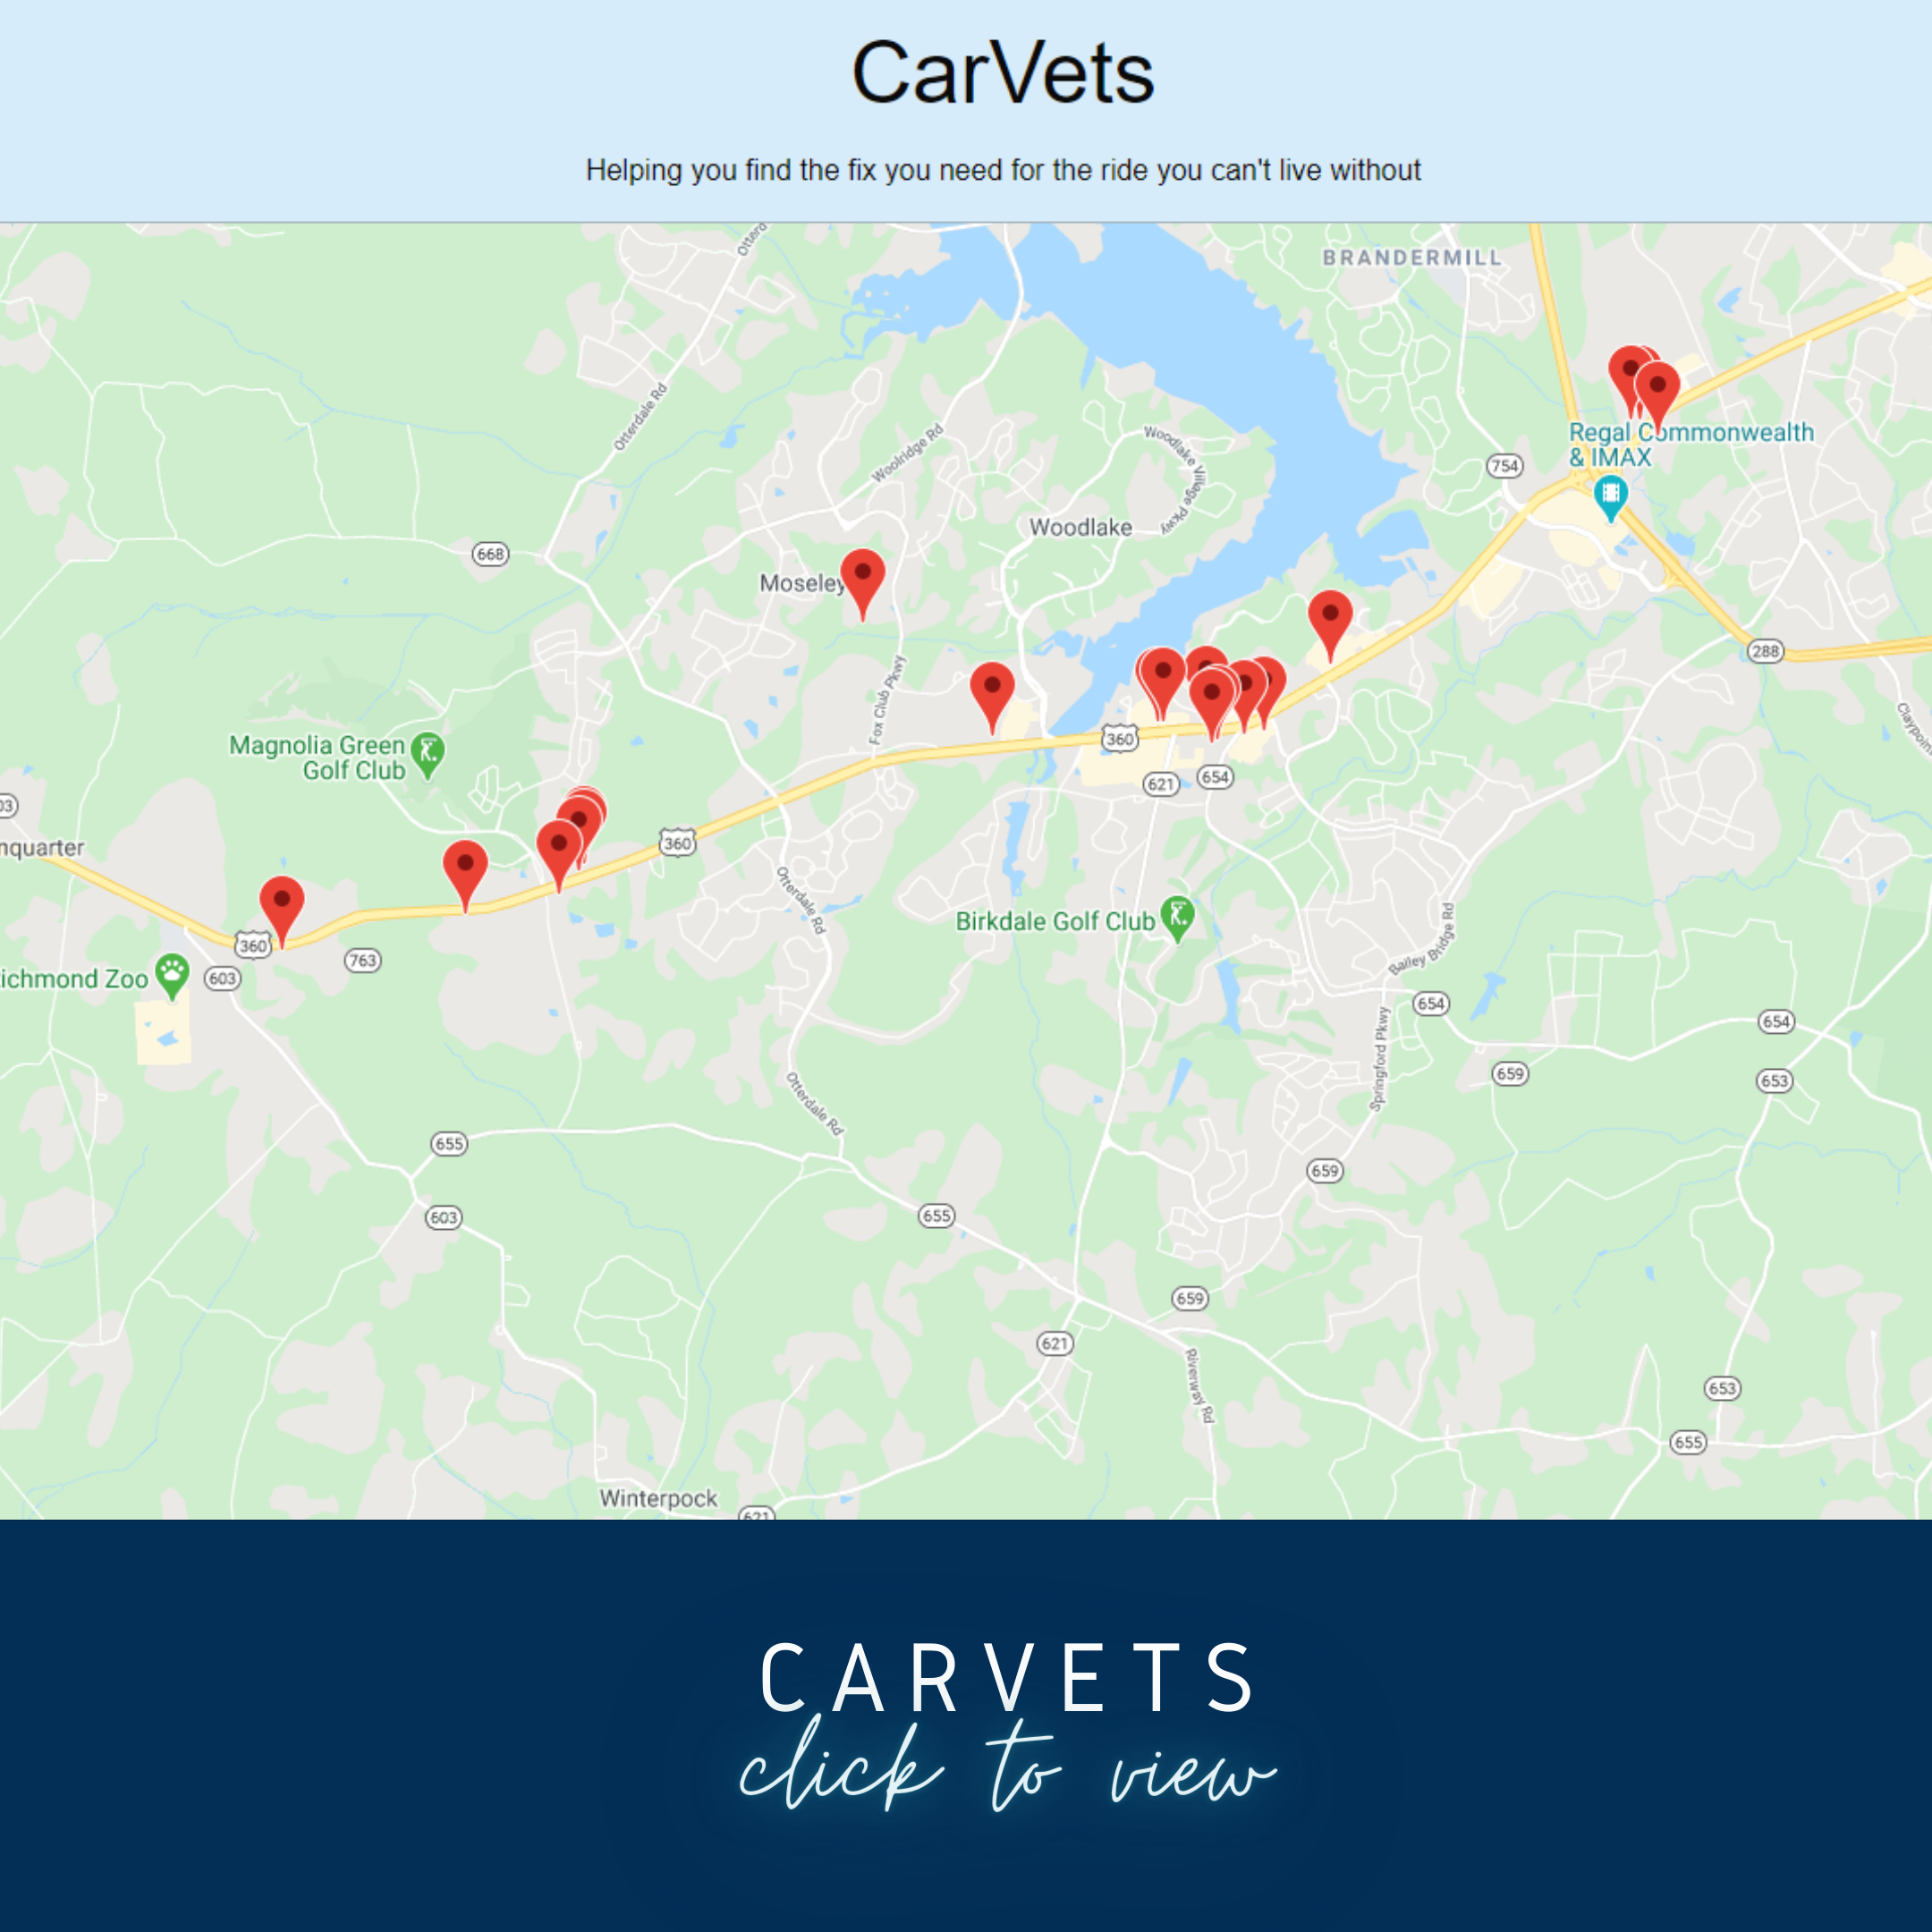 CarVets
Helping you find the fix you need for the ride you can't live without
Otterd
BRANDERMILL
Otterdale Rd
Woolridge Rd
Woodlake Village Pkwy
Regal Commonwealth
& IMAX
754
Woodlake
668
Moseley
288
Fox Club Pkwy
Claypoin
Magnolia Green
Golf Club
360
621
654
03
nquarter
360
Otterdale Rd
Birkdale Golf Club
Bailey Bridge Rd
360
763
ichmond Zoo
603
654
654
Springford Pkwy
659
653
Otterdale Rd
655
659
603
655
659
621
Riverway Rd
653
655
Winterpock
621
CARVETS
click to view